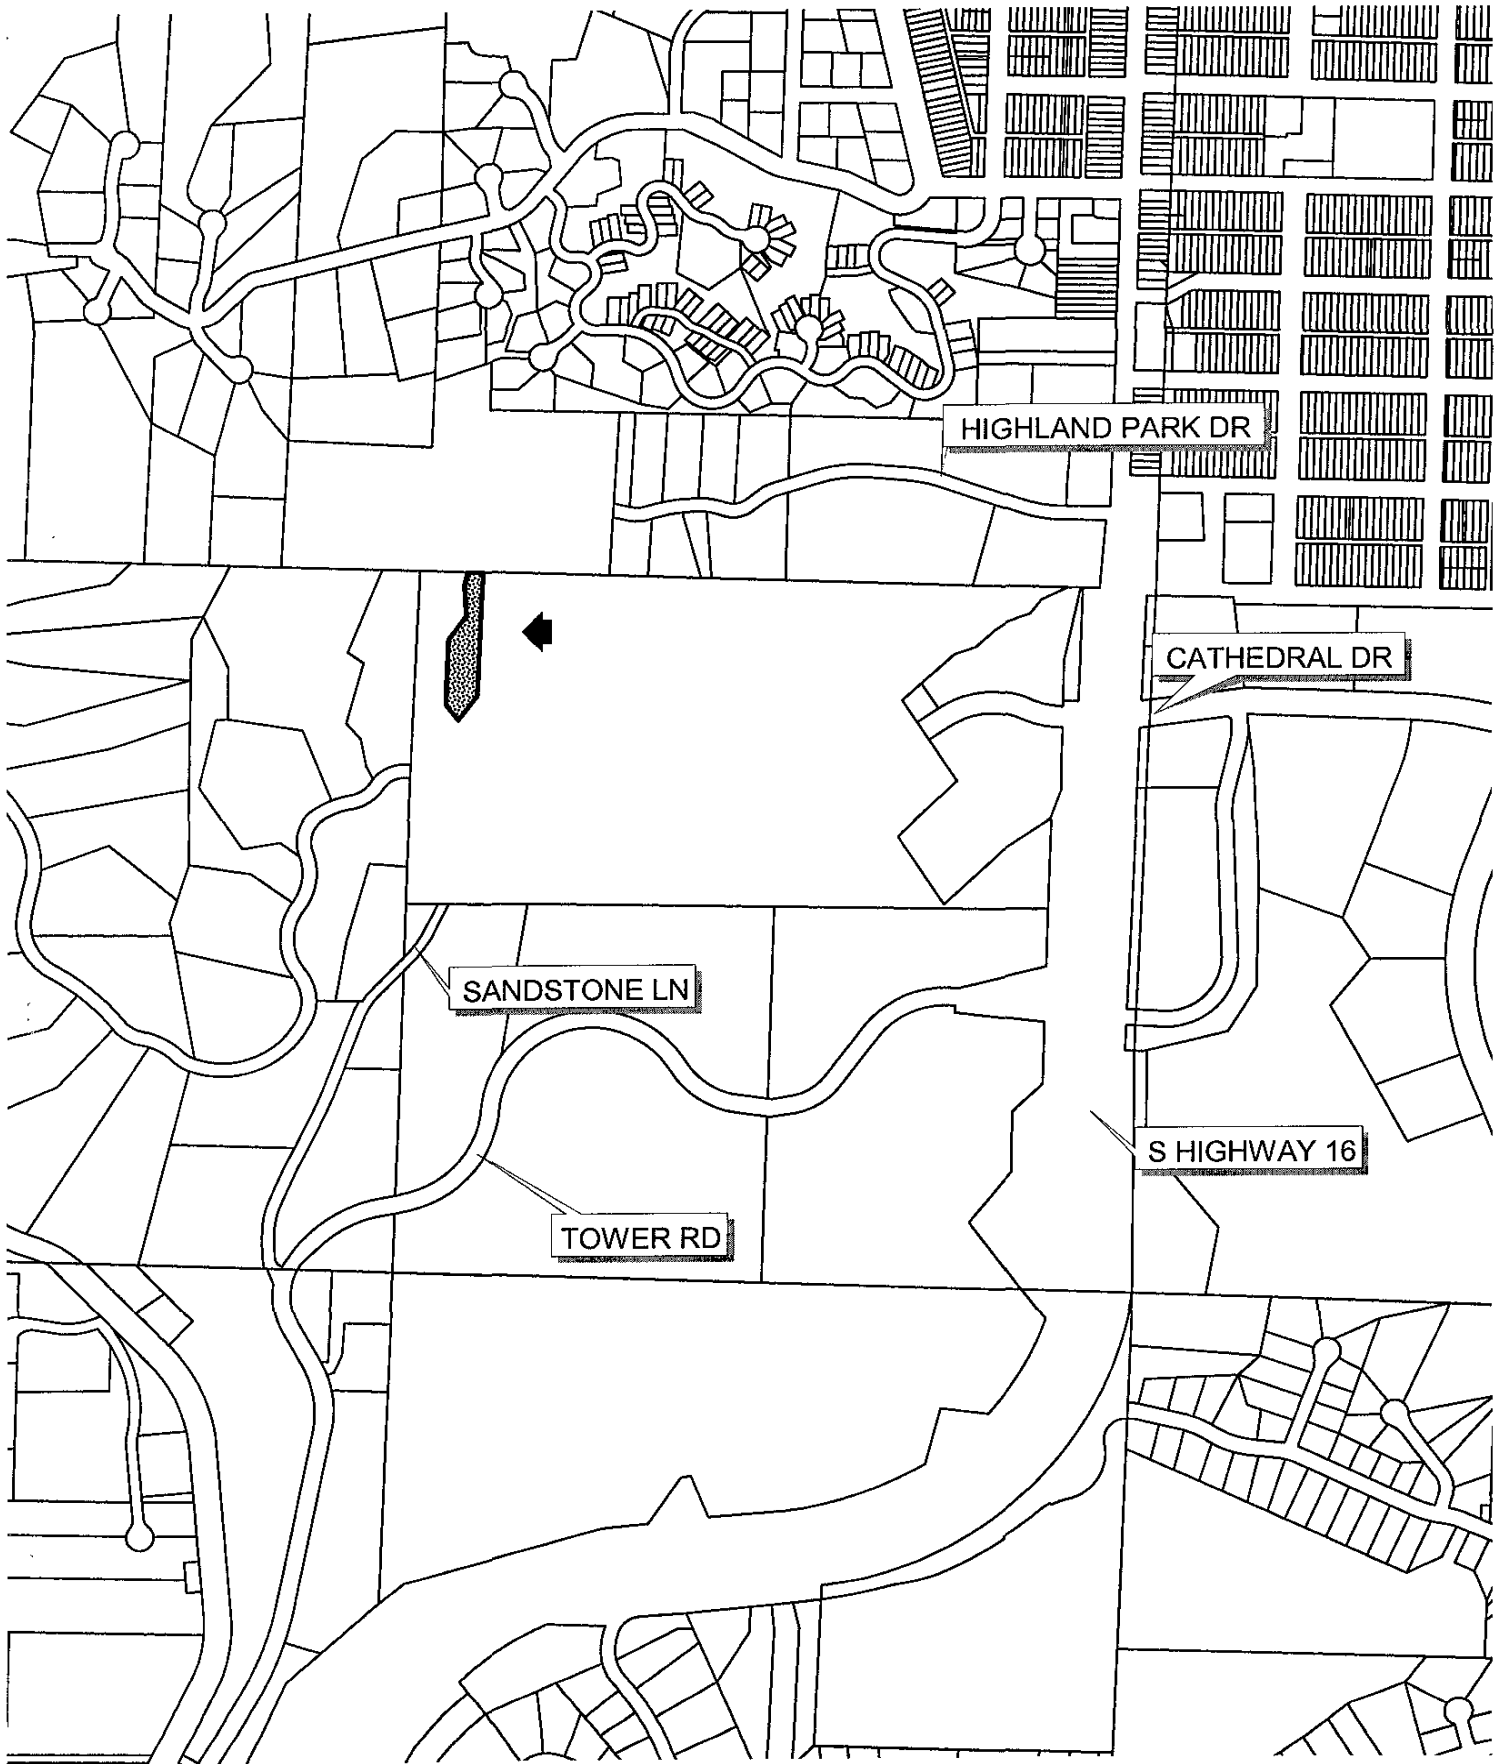 HIGHLAND PARK DR
CATHEDRAL DR
SANDSTONE LN
S HIGHWAY 16
TOWER RD